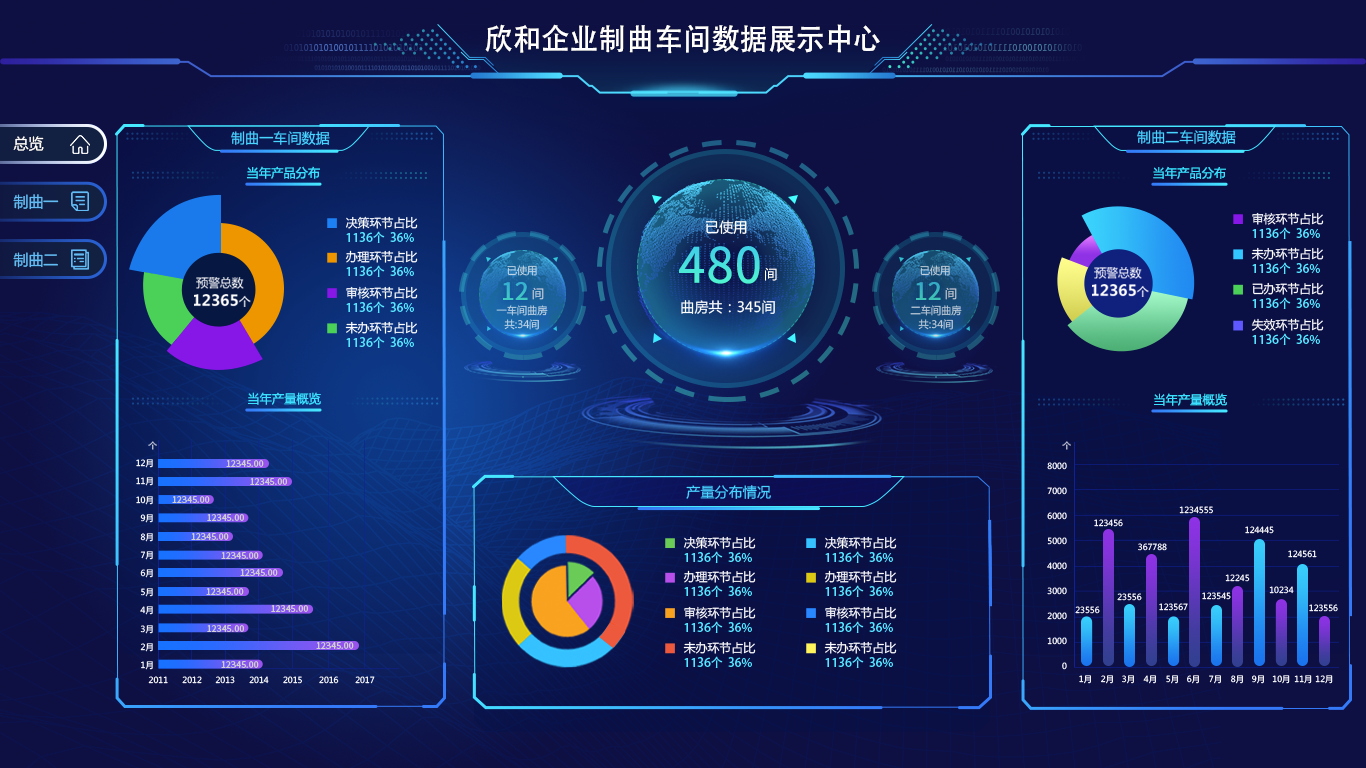 欣和企业制曲车间数据展示中心
总览
制曲一
制曲二
制曲一车间数据
当年产品分布
预警总数
12365个
决策环节占比
1136个 36%
办理环节占比
1136个 36%
审核环节占比
1136个 36%
未办环节占比
1136个 36%
当年产量概览
个
12月 12345.00
11月 12345.00
10月 12345.00
9月 12345.00
8月 12345.00
7月 12345.00
6月 12345.00
5月 12345.00
4月 12345.00
3月 12345.00
2月 12345.00
1月 12345.00
2011 2012 2013 2014 2015 2016 2017
已使用
12 间
一车间曲房
共:34间
已使用
480间
曲房共：345间
已使用
12 间
二车间曲房
共:34间
产量分布情况
决策环节占比
1136个 36%
办理环节占比
1136个 36%
审核环节占比
1136个 36%
未办环节占比
1136个 36%
决策环节占比
1136个 36%
办理环节占比
1136个 36%
审核环节占比
1136个 36%
未办环节占比
1136个 36%
制曲二车间数据
当年产品分布
预警总数
12365个
审核环节占比
1136个 36%
未办环节占比
1136个 36%
已办环节占比
1136个 36%
失效环节占比
1136个 36%
当年产量概览
个
8000
7000
6000
5000
4000
3000
2000
1000
0
23556
123456
23556
367788
123567
1234555
123545
12245
124445
10234
124561
123556
1月 2月 3月 4月 5月 6月 7月 8月 9月 10月 11月 12月